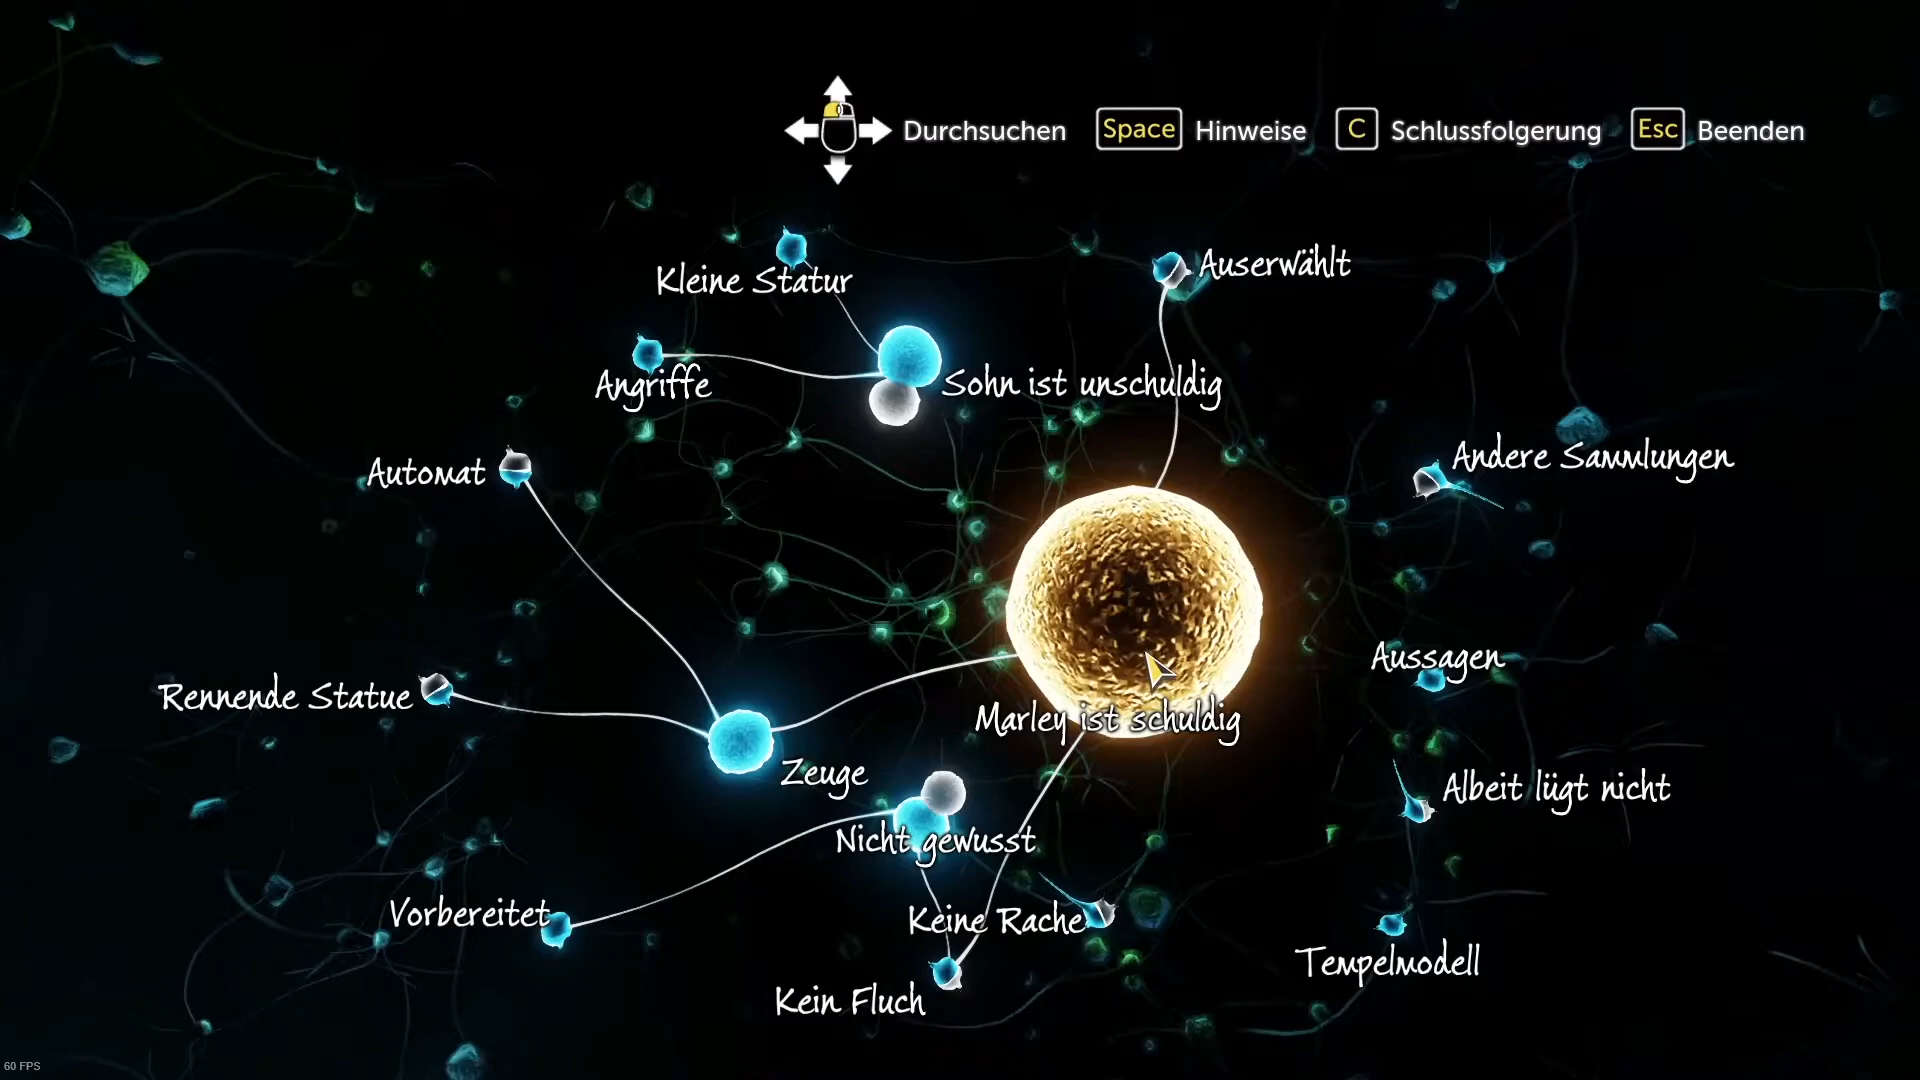 Durchsuchen
Space Hinweise
C Schlussfolgerung
Esc Beenden
Kleine Statur
Auserwählt
Angriffe
Sohn ist unschuldig
Automat
Andere Sammlungen
Rennende Statue
Aussagen
Marley ist schuldig
Zeuge
Albeit lügt nicht
Nicht gewusst
Vorbereitet
Keine Rache
Tempelmodell
Kein Fluch
60 FPS